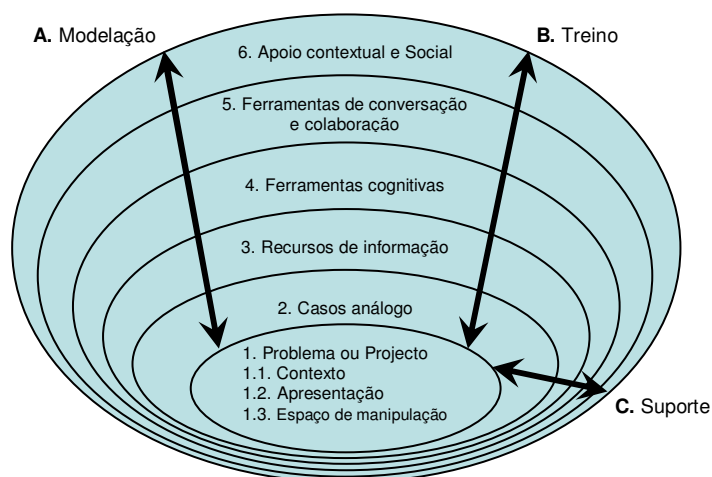 A. Modelação
B. Treino
6. Apoio contextual e Social
5. Ferramentas de conversação
e colaboração
4. Ferramentas cognitivas
3. Recursos de informação
2. Casos análogo
1. Problema ou Projecto
1.1. Contexto
1.2. Apresentação
1.3. Espaço de manipulação
C. Suporte